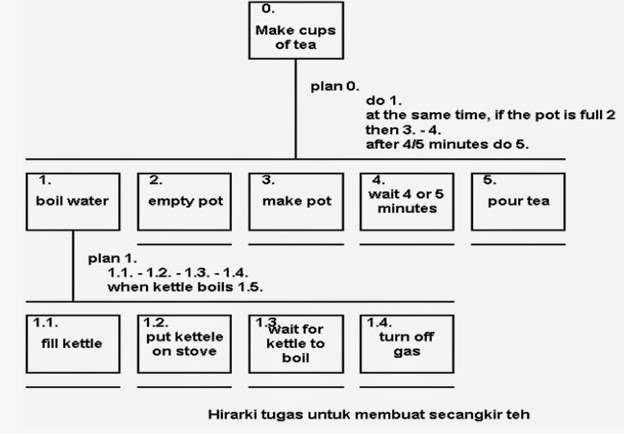 0.
Make cups
of tea
plan 0.
do 1.
at the same time, if the pot is full 2
then 3. - 4.
after 4/5 minutes do 5.
1.
boil water
2.
empty pot
3.
make pot
4.
wait 4 or 5
minutes
5.
pour tea
plan 1.
1.1. - 1.2. - 1.3. - 1.4.
when kettle boils 1.5.
1.1.
fill kettle
1.2.
put kettele
on stove
1.3.
wait for
kettle to
boil
1.4.
turn off
gas
Hirarki tugas untuk membuat secangkir teh